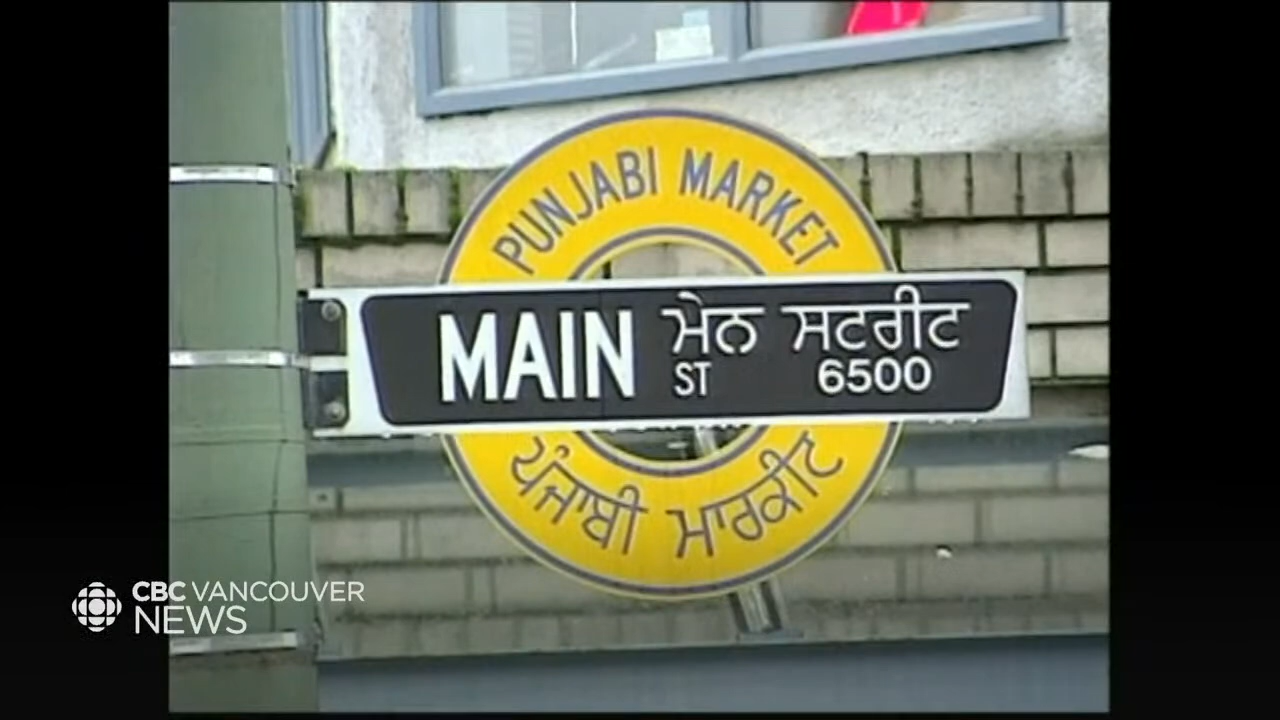 PUNJABI MARKET
MAIN ਮੇਨ ਸਟਰੀਟ
ST 6500
ਪੰਜਾਬੀ ਮਾਰਕੀਟ
CBC VANCOUVER
NEWS